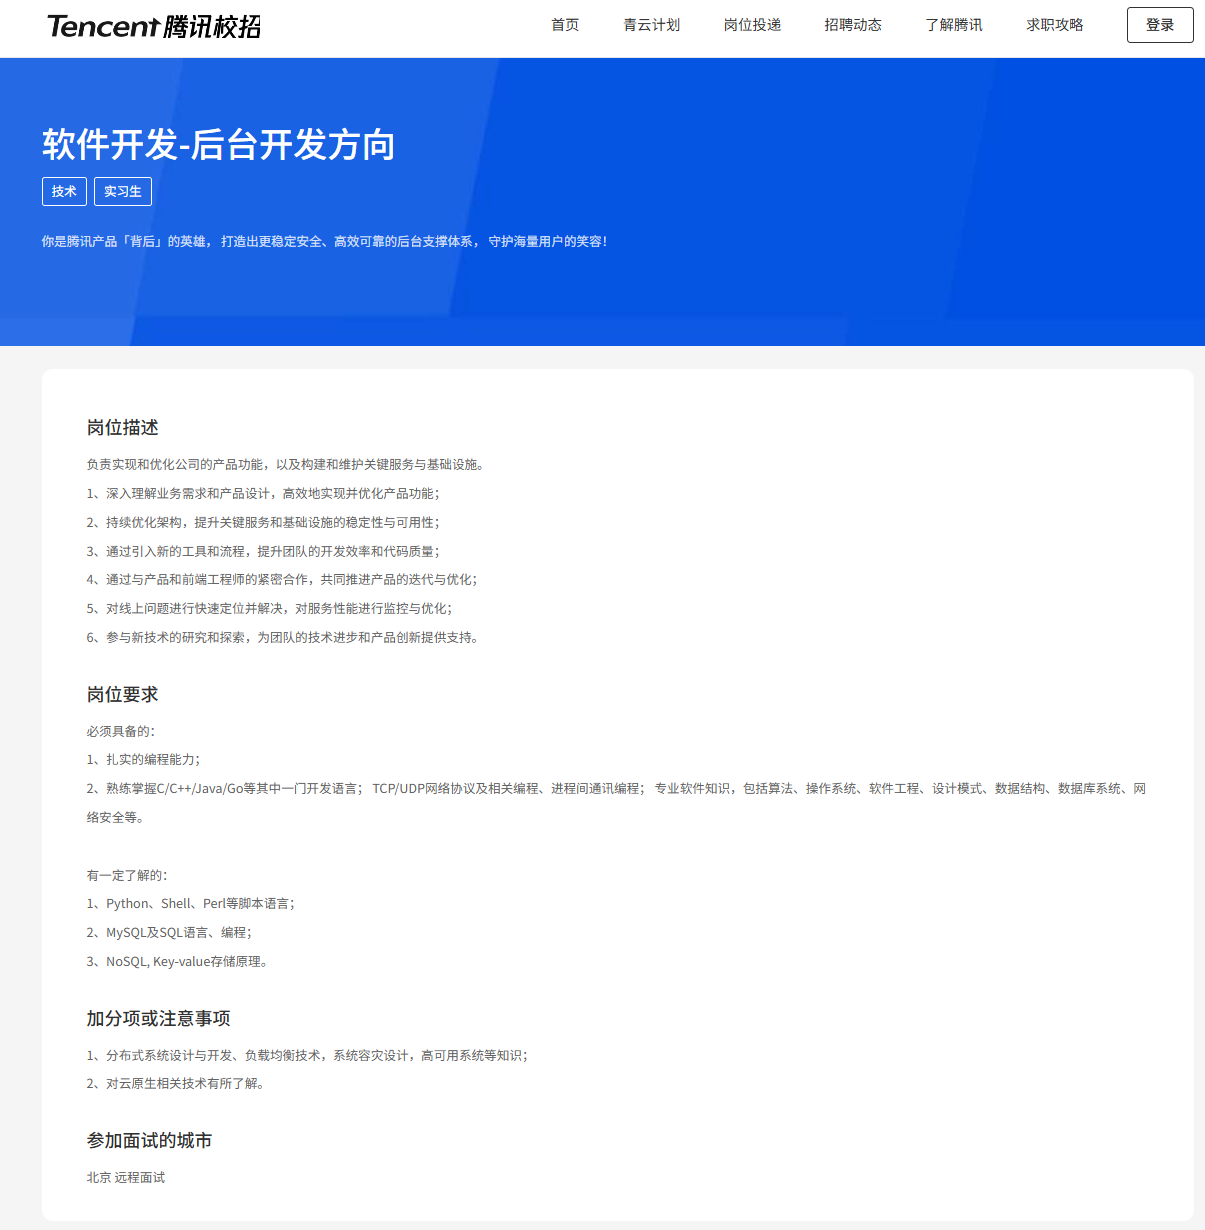 Tencent 腾讯校招
首页 青云计划 岗位投递 招聘动态 了解腾讯 求职攻略 登录
软件开发-后台开发方向
技术 实习生
你是腾讯产品「背后」的英雄， 打造出更稳定安全、高效可靠的后台支撑体系， 守护海量用户的笑容！
岗位描述
负责实现和优化公司的产品功能，以及构建和维护关键服务与基础设施。
1、深入理解业务需求和产品设计，高效地实现并优化产品功能；
2、持续优化架构，提升关键服务和基础设施的稳定性与可用性；
3、通过引入新的工具和流程，提升团队的开发效率和代码质量；
4、通过与产品和前端工程师的紧密合作，共同推进产品的迭代与优化；
5、对线上问题进行快速定位并解决，对服务性能进行监控与优化；
6、参与新技术的研究和探索，为团队的技术进步和产品创新提供支持。
岗位要求
必须具备的：
1、扎实的编程能力；
2、熟练掌握C/C++/Java/Go等其中一门开发语言； TCP/UDP网络协议及相关编程、进程间通讯编程； 专业软件知识，包括算法、操作系统、软件工程、设计模式、数据结构、数据库系统、网
络安全等。
有一定了解的：
1、Python、Shell、Perl等脚本语言；
2、MySQL及SQL语言、编程；
3、NoSQL, Key-value存储原理。
加分项或注意事项
1、分布式系统设计与开发、负载均衡技术，系统容灾设计，高可用系统等知识；
2、对云原生相关技术有所了解。
参加面试的城市
北京 远程面试